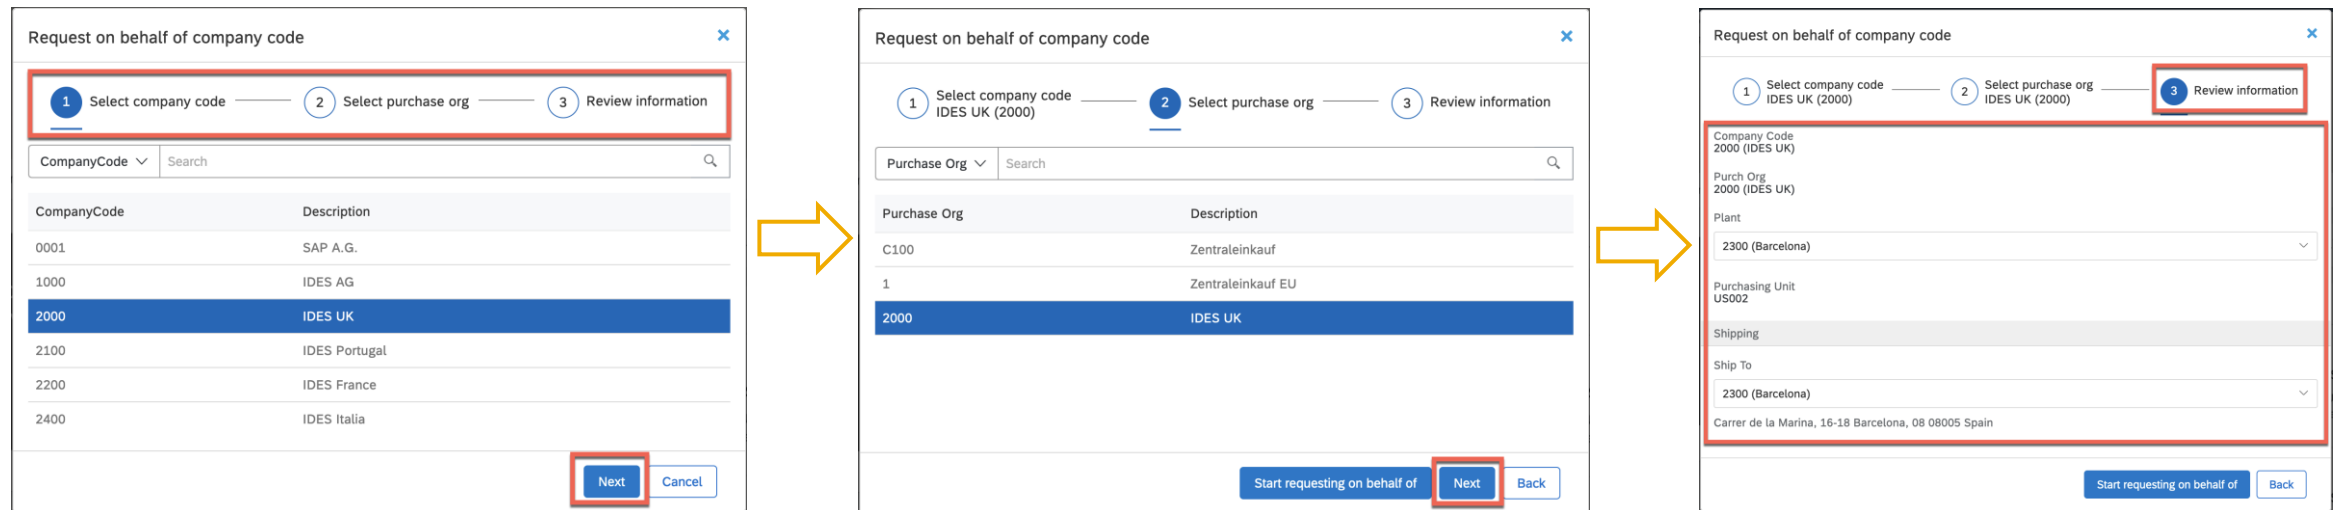 Request on behalf of company code
1 Select company code 2 Select purchase org 3 Review information
CompanyCode Search
CompanyCode Description
0001 SAP A.G.
1000 IDES AG
2000 IDES UK
2100 IDES Portugal
2200 IDES France
2400 IDES Italia
Next Cancel
Request on behalf of company code
1 Select company code
IDES UK (2000)
2 Select purchase org 3 Review information
Purchase Org Search
Purchase Org Description
C100 Zentraleinkauf
1 Zentraleinkauf EU
2000 IDES UK
Start requesting on behalf of Next Back
Request on behalf of company code
1 Select company code
IDES UK (2000)
2 Select purchase org
IDES UK (2000)
3 Review information
Company Code
2000 (IDES UK)
Purch Org
2000 (IDES UK)
Plant
2300 (Barcelona)
Purchasing Unit
US002
Shipping
Ship To
2300 (Barcelona)
Carrer de la Marina, 16-18 Barcelona, 08 08005 Spain
Start requesting on behalf of Back